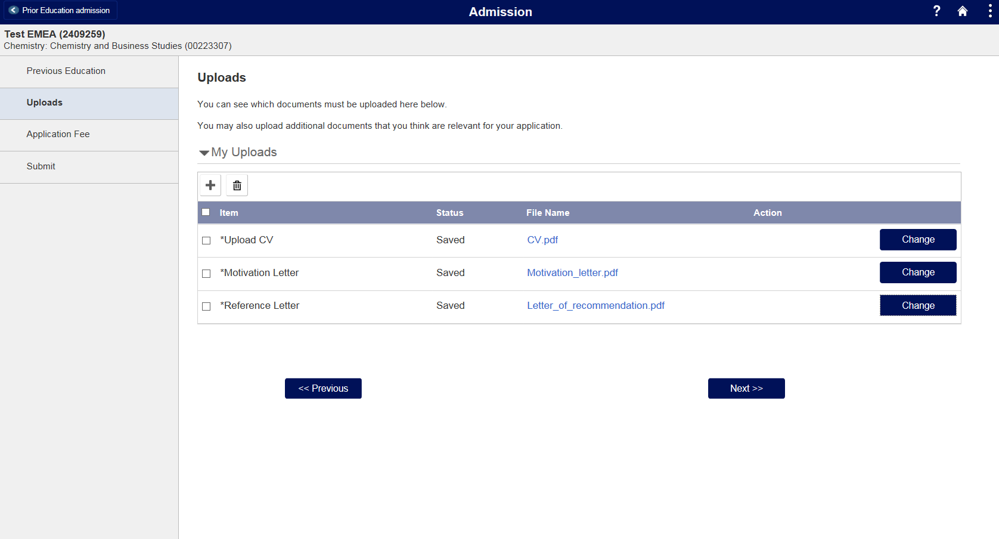 Prior Education admission
Admission
?
Test EMEA (2409259)
Chemistry: Chemistry and Business Studies (00223307)
Previous Education
Uploads
Application Fee
Submit
Uploads
You can see which documents must be uploaded here below.
You may also upload additional documents that you think are relevant for your application.
My Uploads
Item Status File Name Action
*Upload CV Saved CV.pdf Change
*Motivation Letter Saved Motivation_letter.pdf Change
*Reference Letter Saved Letter_of_recommendation.pdf Change
<< Previous Next >>